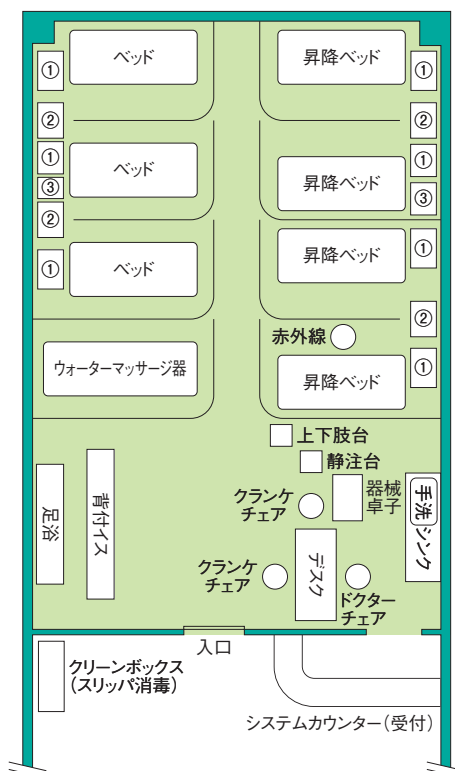 ベッド
昇降ベッド
①
①
②
②
①
ベッド
昇降ベッド
①
③
③
②
①
ベッド
昇降ベッド
①
赤外線
②
ウォーターマッサージ器
昇降ベッド
①
上下肢台
静注台
足浴
背付イス
クランケ
チェア
器械
卓子
手洗シンク
クランケ
チェア
デスク
ドクター
チェア
入口
クリーンボックス
(スリッパ消毒)
システムカウンター(受付)